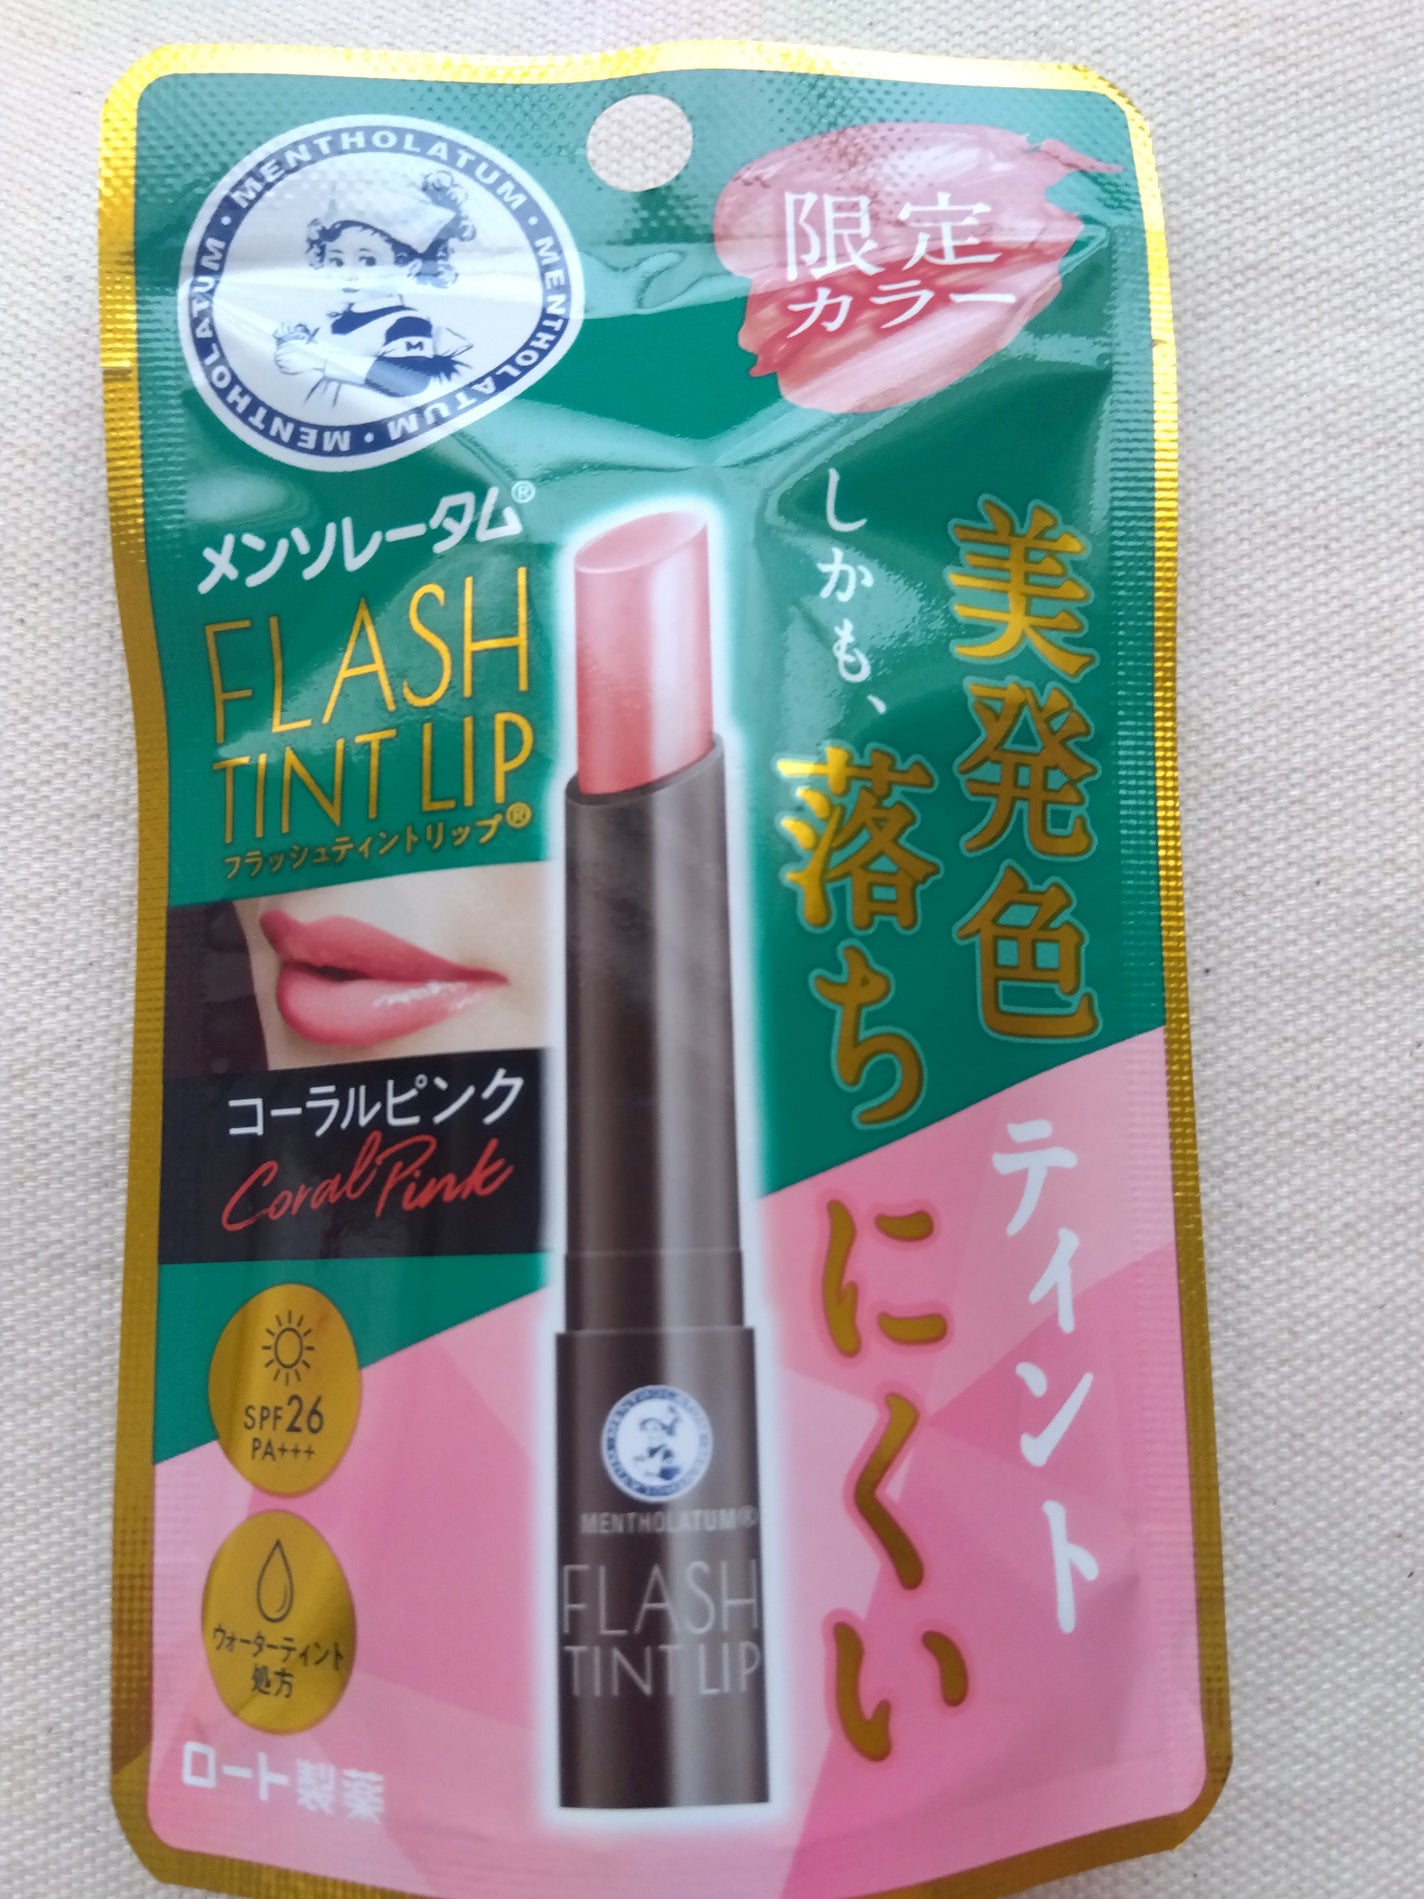 MENTHOLATUM・MENTHOLATUM・MENTHOLATUM・MENTHOLATUM・
M
限定
カラー
メンソレータム®
FLASH
TINT LIP
フラッシュティントリップ®
美発色ティント
しかも、落ちにくい
コーラルピンク
Coral Pink
SPF26
PA+++
ウォーターティント
処方
ロート製薬
MENTHOLATUM®
FLASH
TINT LIP